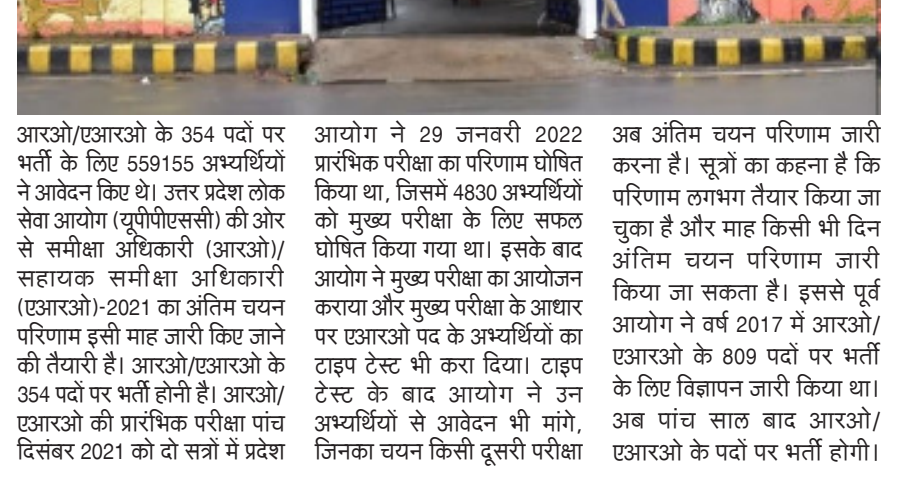 आरओ/एआरओ के 354 पदों पर
भर्ती के लिए 559155 अभ्यर्थियों
ने आवेदन किए थे। उत्तर प्रदेश लोक
सेवा आयोग (यूपीपीएससी) की ओर
से समीक्षा अधिकारी (आरओ)/
सहायक समीक्षा अधिकारी
(एआरओ)-2021 का अंतिम चयन
परिणाम इसी माह जारी किए जाने
की तैयारी है। आरओ/एआरओ के
354 पदों पर भर्ती होनी है। आरओ/
एआरओ की प्रारंभिक परीक्षा पांच
दिसंबर 2021 को दो सत्रों में प्रदेश
आयोग ने 29 जनवरी 2022
प्रारंभिक परीक्षा का परिणाम घोषित
किया था, जिसमें 4830 अभ्यर्थियों
को मुख्य परीक्षा के लिए सफल
घोषित किया गया था। इसके बाद
आयोग ने मुख्य परीक्षा का आयोजन
कराया और मुख्य परीक्षा के आधार
पर एआरओ पद के अभ्यर्थियों का
टाइप टेस्ट भी करा दिया। टाइप
टेस्ट के बाद आयोग ने उन
अभ्यर्थियों से आवेदन भी मांगे,
जिनका चयन किसी दूसरी परीक्षा
अब अंतिम चयन परिणाम जारी
करना है। सूत्रों का कहना है कि
परिणाम लगभग तैयार किया जा
चुका है और माह किसी भी दिन
अंतिम चयन परिणाम जारी
किया जा सकता है। इससे पूर्व
आयोग ने वर्ष 2017 में आरओ/
एआरओ के 809 पदों पर भर्ती
के लिए विज्ञापन जारी किया था।
अब पांच साल बाद आरओ/
एआरओ के पदों पर भर्ती होगी।